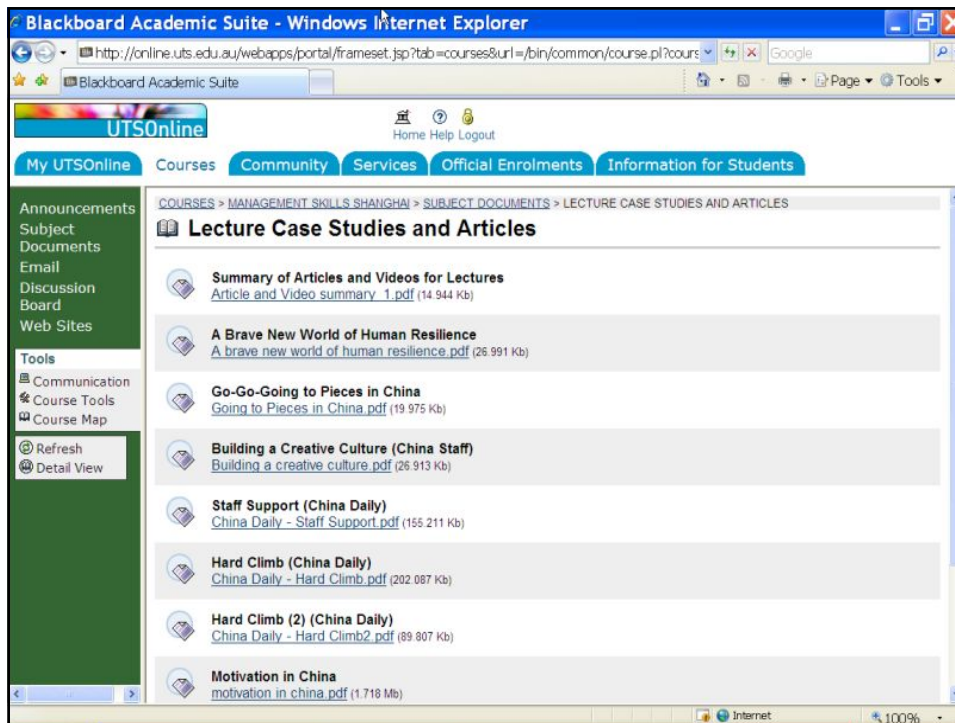 Blackboard Academic Suite - Windows Internet Explorer
http://online.uts.edu.au/webapps/portal/frameset.jsp?tab=courses&url=/bin/common/course.pl?cours
Google
Blackboard Academic Suite
Page
Tools
UTSOnline
Home Help Logout
My UTSOnline Courses Community Services Official Enrolments Information for Students
Announcements
Subject
Documents
Email
Discussion
Board
Web Sites
Tools
Communication
Course Tools
Course Map
Refresh
Detail View
COURSES > MANAGEMENT SKILLS SHANGHAI > SUBJECT DOCUMENTS > LECTURE CASE STUDIES AND ARTICLES
Lecture Case Studies and Articles
Summary of Articles and Videos for Lectures
Article and Video summary_1.pdf (14.944 Kb)
A Brave New World of Human Resilience
A brave new world of human resilience.pdf (26.991 Kb)
Go-Go-Going to Pieces in China
Going to Pieces in China.pdf (19.975 Kb)
Building a Creative Culture (China Staff)
Building a creative culture.pdf (26.913 Kb)
Staff Support (China Daily)
China Daily - Staff Support.pdf (155.211 Kb)
Hard Climb (China Daily)
China Daily - Hard Climb.pdf (202.087 Kb)
Hard Climb (2) (China Daily)
China Daily - Hard Climb2.pdf (89.807 Kb)
Motivation in China
motivation in china.pdf (1.718 Mb)
Internet
100%